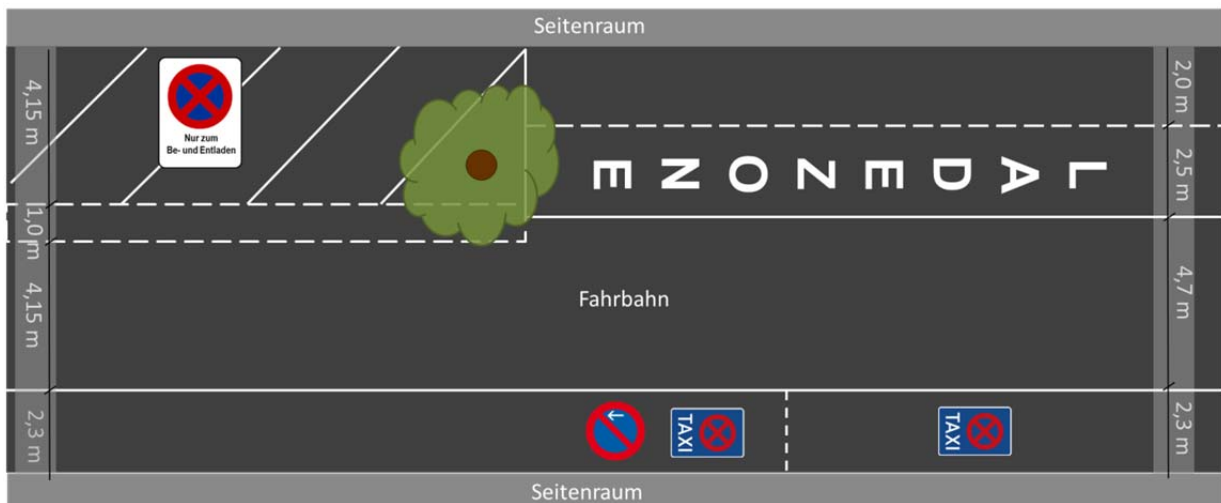 Seitenraum
4,15 m
1,0 m
4,15 m
2,3 m
Nur zum
Be- und Entladen
LADEZONE
2,0 m
2,5 m
4,7 m
2,3 m
Fahrbahn
TAXI
TAXI
Seitenraum